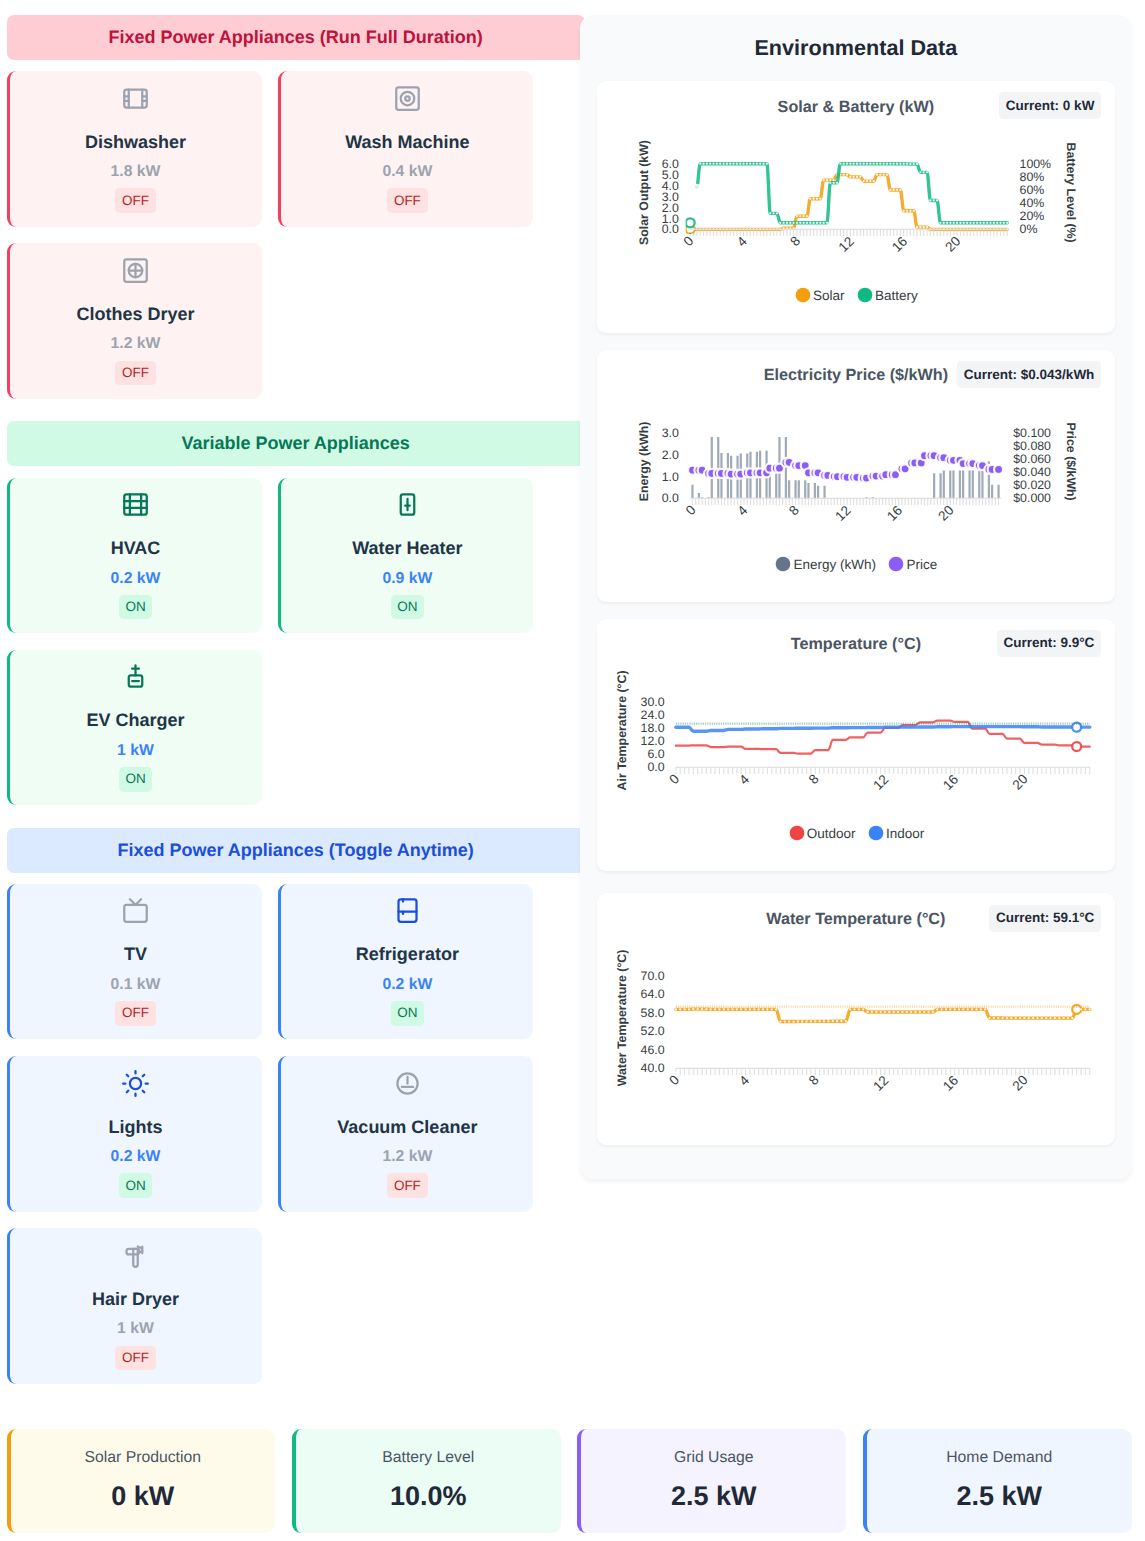 Fixed Power Appliances (Run Full Duration)
Dishwasher
1.8 kW
OFF
Wash Machine
0.4 kW
OFF
Clothes Dryer
1.2 kW
OFF
Variable Power Appliances
HVAC
0.2 kW
ON
Water Heater
0.9 kW
ON
EV Charger
1 kW
ON
Fixed Power Appliances (Toggle Anytime)
TV
0.1 kW
OFF
Refrigerator
0.2 kW
ON
Lights
0.2 kW
ON
Vacuum Cleaner
1.2 kW
OFF
Hair Dryer
1 kW
OFF
Environmental Data
Solar & Battery (kW)
Current: 0 kW
Solar Output (kW)
6.0
5.0
4.0
3.0
2.0
1.0
0.0
100%
80%
60%
40%
20%
0%
Battery Level (%)
0 4 8 12 16 20
Solar Battery
Electricity Price ($/kWh)
Current: $0.043/kWh
Energy (kWh)
3.0
2.0
1.0
0.0
$0.100
$0.080
$0.060
$0.040
$0.020
$0.000
Price ($/kWh)
0 4 8 12 16 20
Energy (kWh) Price
Temperature (°C)
Current: 9.9°C
Air Temperature (°C)
30.0
24.0
18.0
12.0
6.0
0.0
0 4 8 12 16 20
Outdoor Indoor
Water Temperature (°C)
Current: 59.1°C
Water Temperature (°C)
70.0
64.0
58.0
52.0
46.0
40.0
0 4 8 12 16 20
Solar Production
0 kW
Battery Level
10.0%
Grid Usage
2.5 kW
Home Demand
2.5 kW